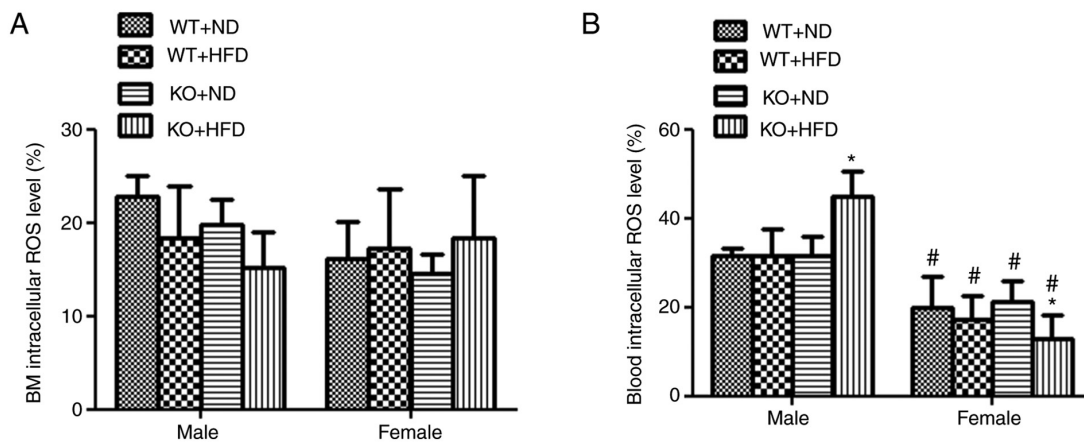 A
WT+ND
WT+HFD
KO+ND
KO+HFD
BM intracellular ROS level (%)
30
20
10
0
Male
Female
B
WT+ND
WT+HFD
KO+ND
KO+HFD
Blood intracellular ROS level (%)
60
40
20
0
*
#
#
#
#
*
Male
Female